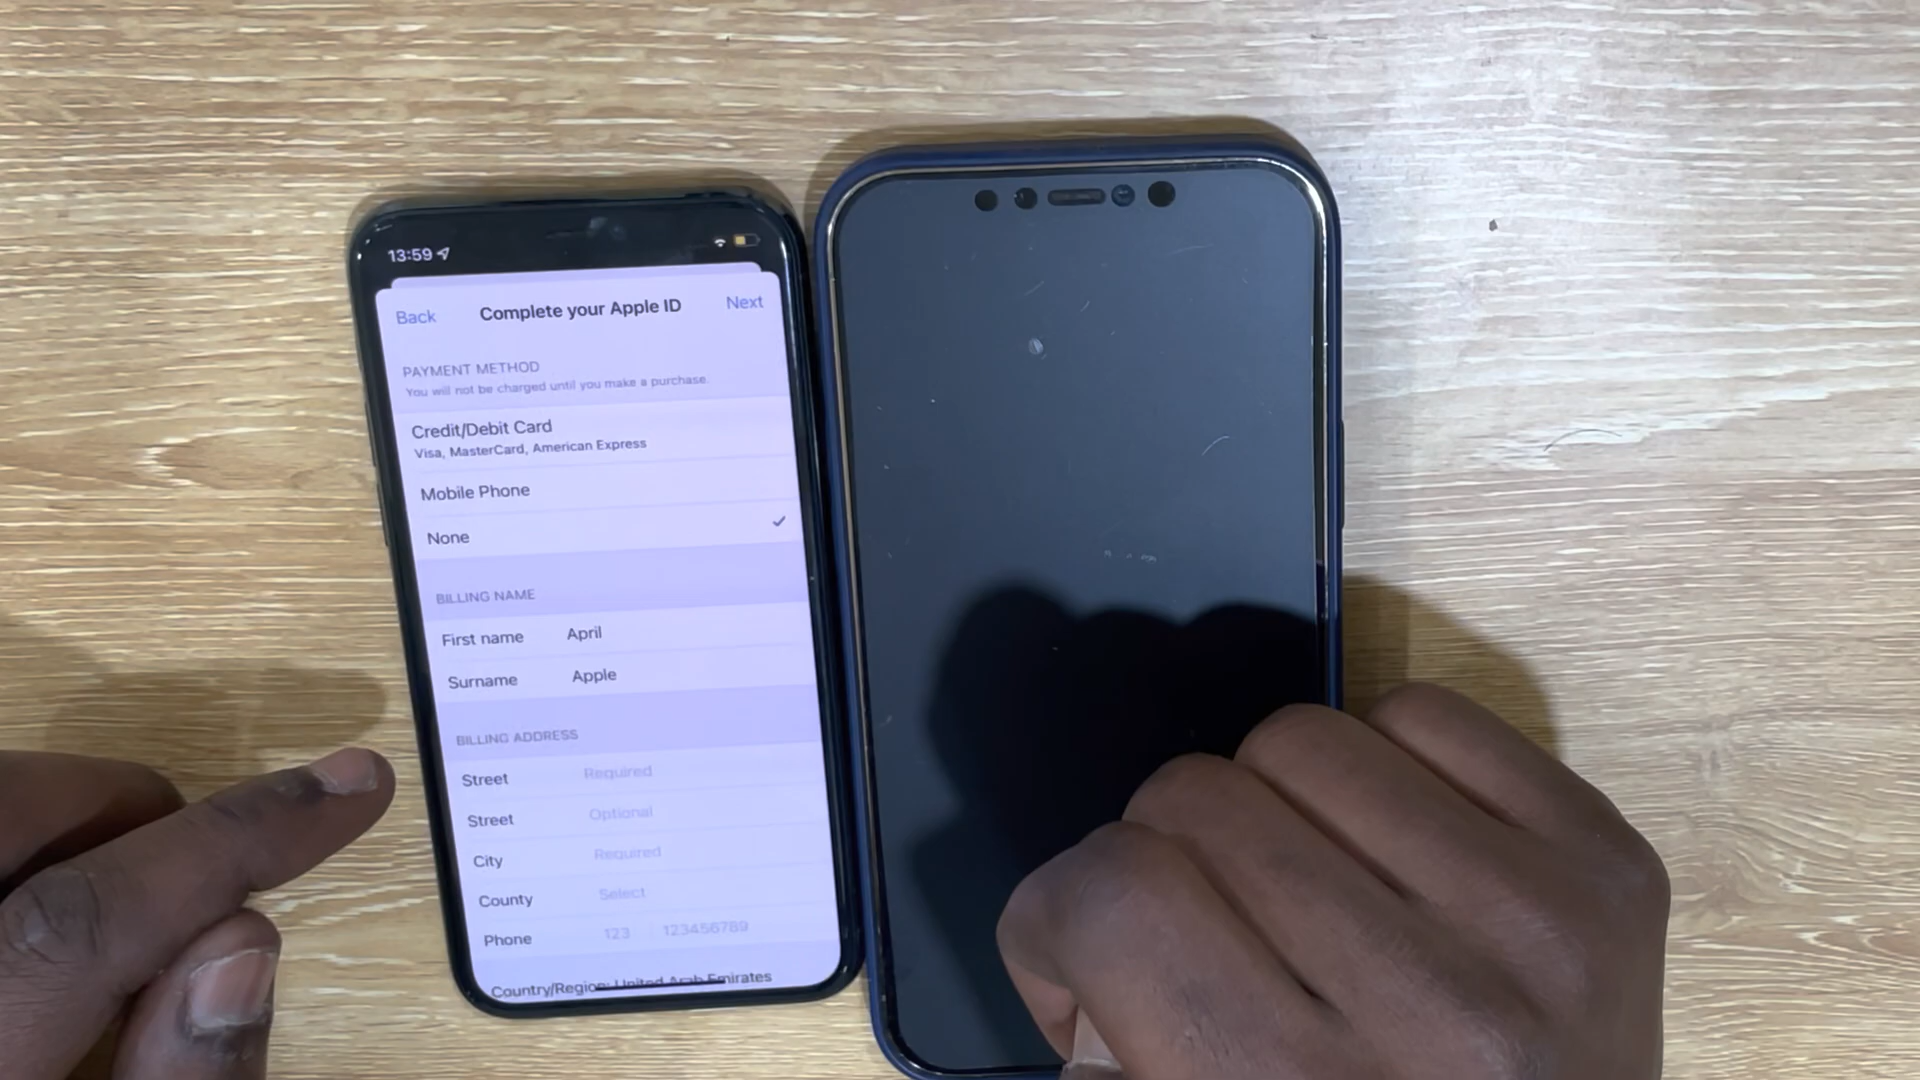 13:59
Back Complete your Apple ID Next
PAYMENT METHOD
You will not be charged until you make a purchase.
Credit/Debit Card
Visa, MasterCard, American Express
Mobile Phone
None
BILLING NAME
First name April
Surname Apple
BILLING ADDRESS
Street Required
Street Optional
City Required
County Select
Phone 123 123456789
Country/Region: United Arab Emirates